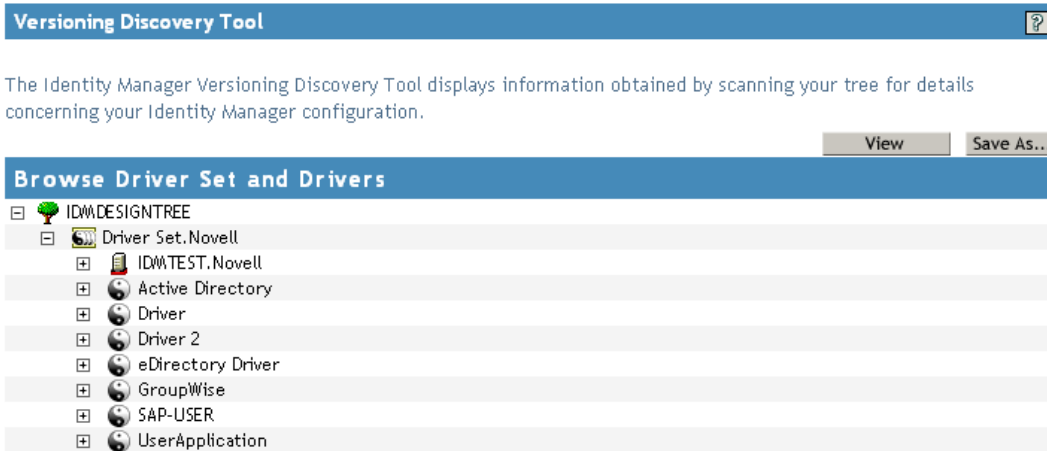 Versioning Discovery Tool
?
The Identity Manager Versioning Discovery Tool displays information obtained by scanning your tree for details
concerning your Identity Manager configuration.
View Save As..
Browse Driver Set and Drivers
IDMDESIGNTREE
Driver Set.Novell
IDMTEST.Novell
Active Directory
Driver
Driver 2
eDirectory Driver
GroupWise
SAP-USER
UserApplication